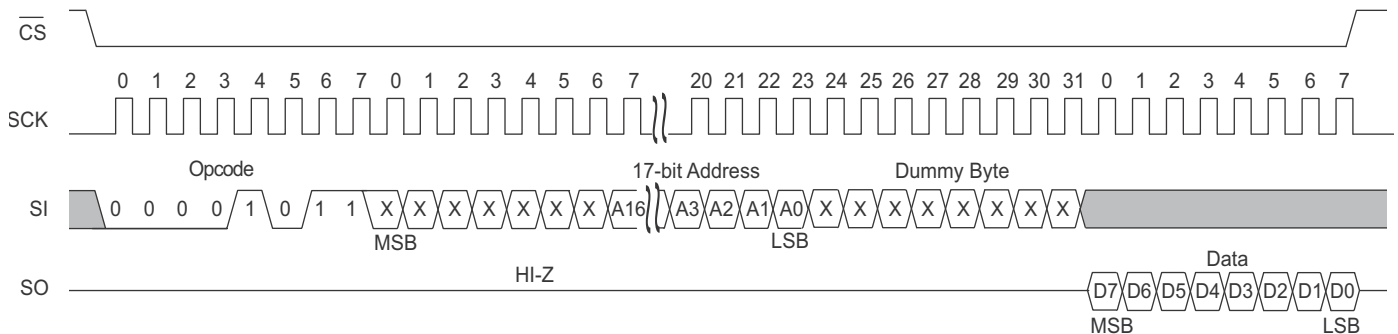 CS
0 1 2 3 4 5 6 7 0 1 2 3 4 5 6 7 20 21 22 23 24 25 26 27 28 29 30 31 0 1 2 3 4 5 6 7
SCK
Opcode 17-bit Address Dummy Byte
SI 0 0 0 0 1 0 1 1 X X X X X X X A16 A3 A2 A1 A0 X X X X X X X X
MSB LSB
HI-Z Data
SO D7 D6 D5 D4 D3 D2 D1 D0
MSB LSB